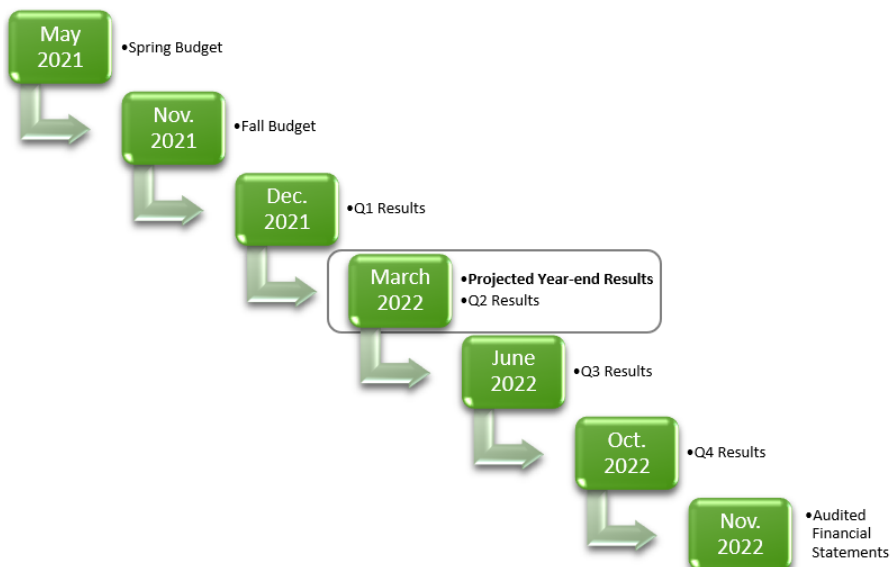 May
2021
•Spring Budget
Nov.
2021
•Fall Budget
Dec.
2021
•Q1 Results
March
2022
•Projected Year-end Results
•Q2 Results
June
2022
•Q3 Results
Oct.
2022
•Q4 Results
Nov.
2022
•Audited
Financial
Statements